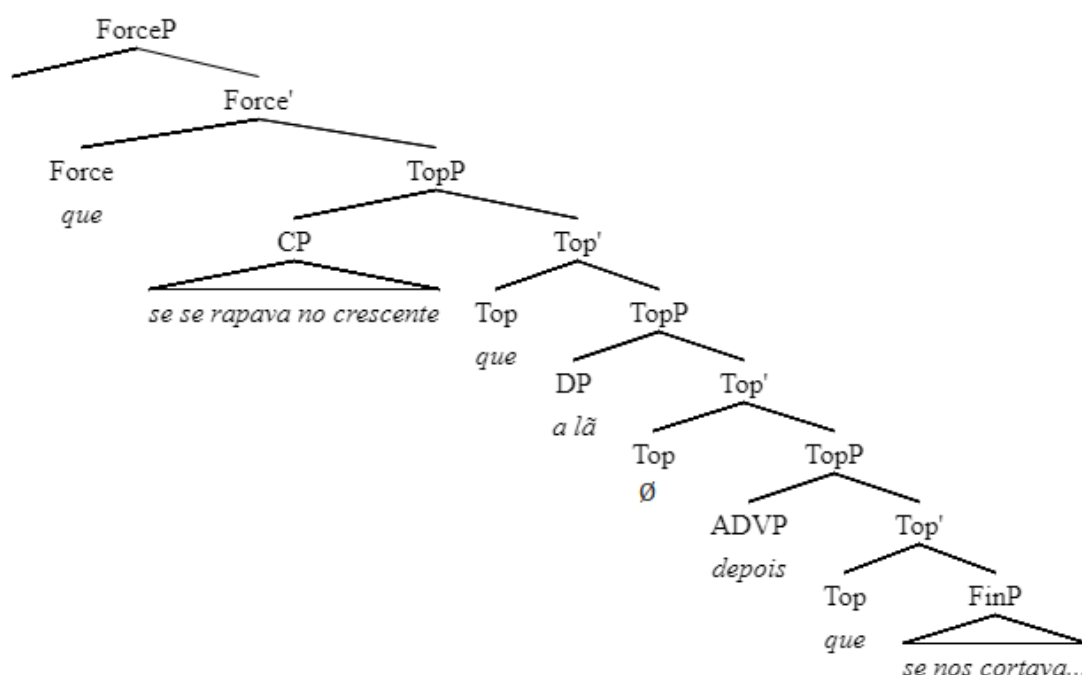 ForceP
Force'
Force TopP
que
CP Top'
se se rapava no crescente Top TopP
que
DP Top'
a lã
Top TopP
Ø
ADVP Top'
depois
Top FinP
que
se nos cortava...